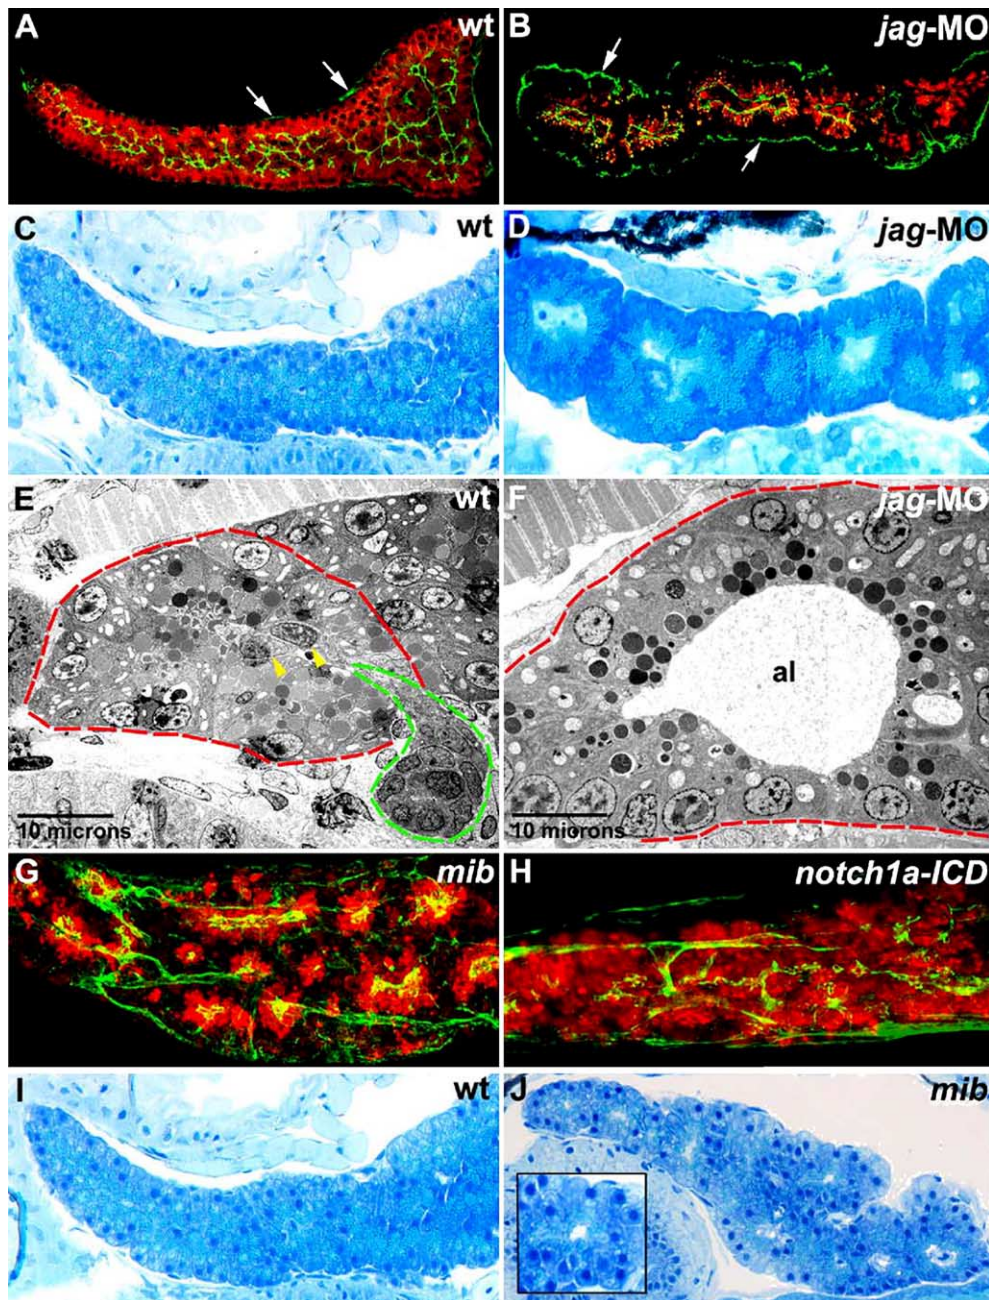 A wt
B jag-MO
C wt
D jag-MO
E wt
F jag-MO
al
10 microns
10 microns
G mib
H notch1a-ICD
I wt
J mib